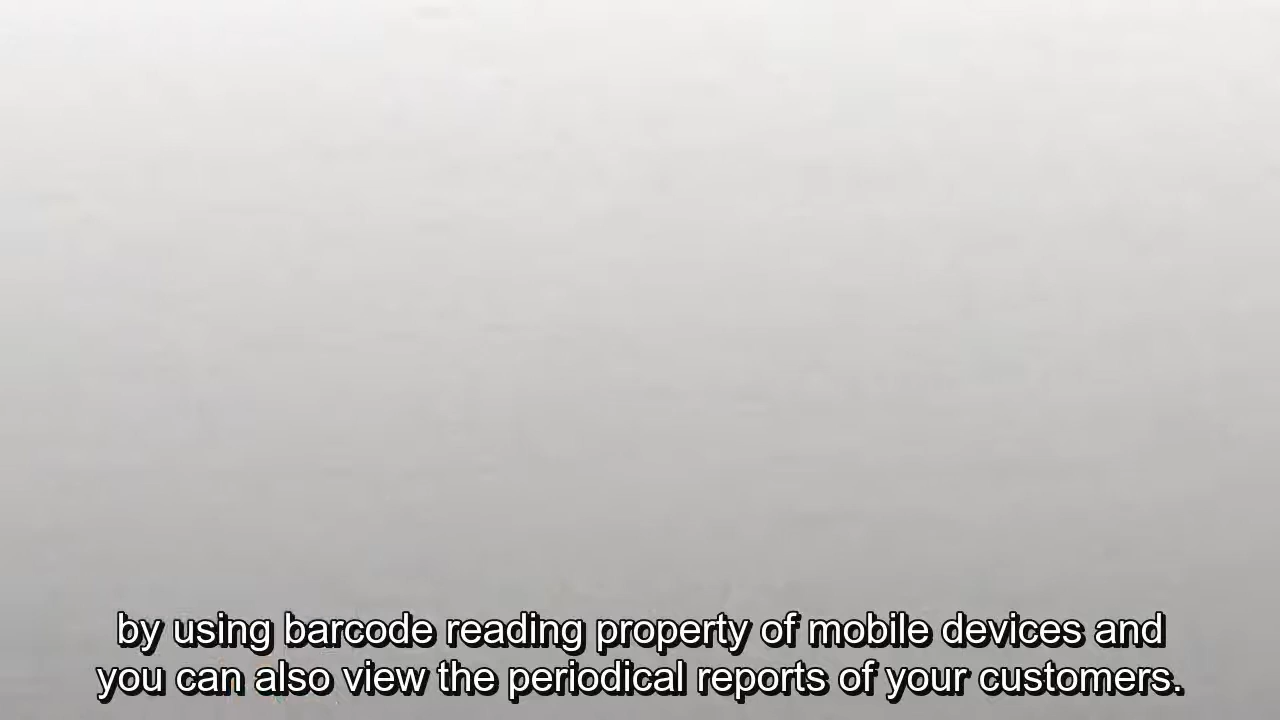 by using barcode reading property of mobile devices and
you can also view the periodical reports of your customers.